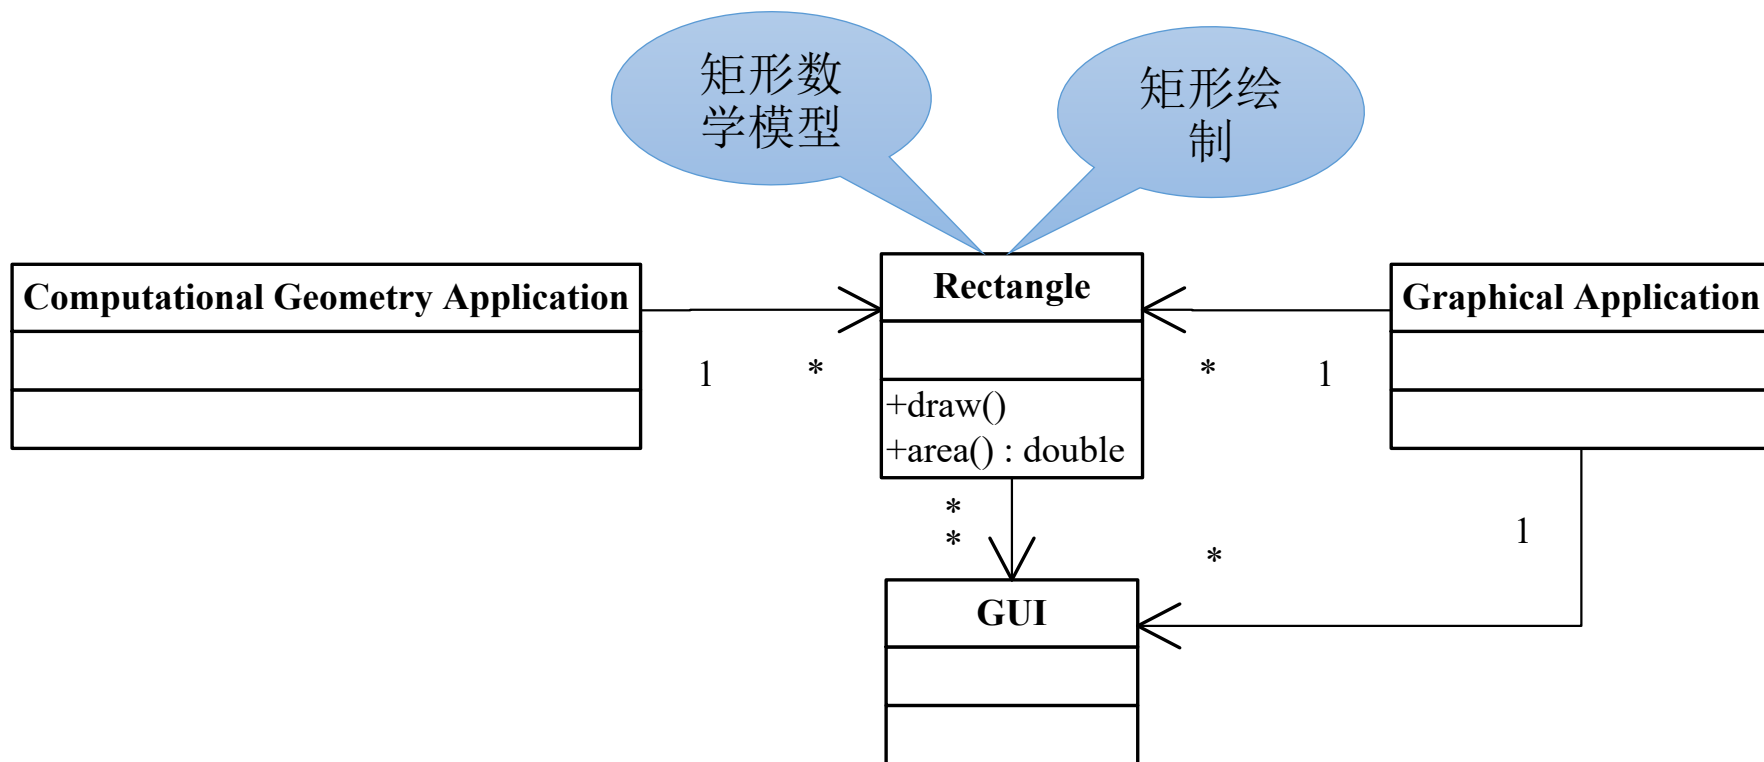 矩形数
学模型
矩形绘
制
Computational Geometry Application
Rectangle
Graphical Application
1
*
*
1
+draw()
+area() : double
*
*
*
1
GUI